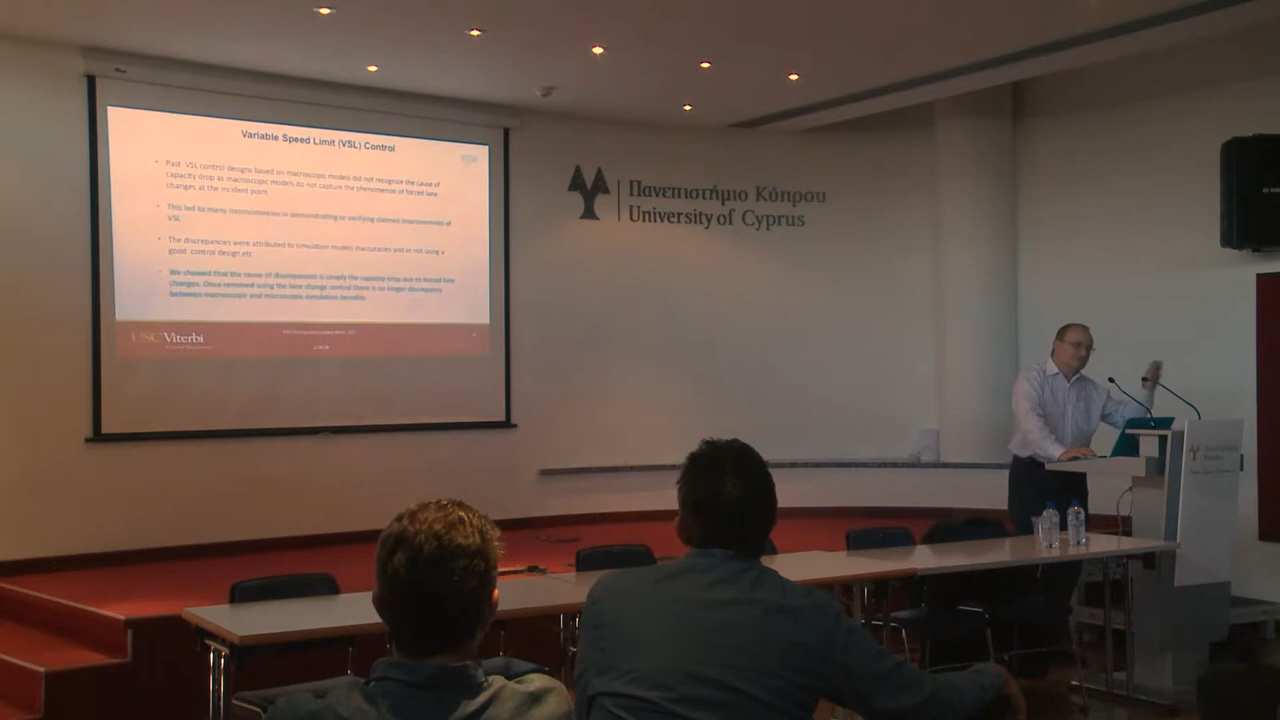 Variable Speed Limit (VSL) Control
• Past VSL control designs based on macroscopic models did not recognize the cause of
capacity drop as macroscopic models do not capture the phenomenon of forced lane
changes at the incident point.
• This led to many inconsistencies in demonstrating or verifying claimed improvements of
VSL
• The discrepancies were attributed to simulation models inaccuracies and or not using a
good control design etc
• We showed that the cause of discrepancies is simply the capacity drop due to forced lane
changes. Once removed using the lane change control there is no longer discrepancy
between macroscopic and microscopic simulation benefits
USC Viterbi
Πανεπιστήμιο Κύπρου
University of Cyprus